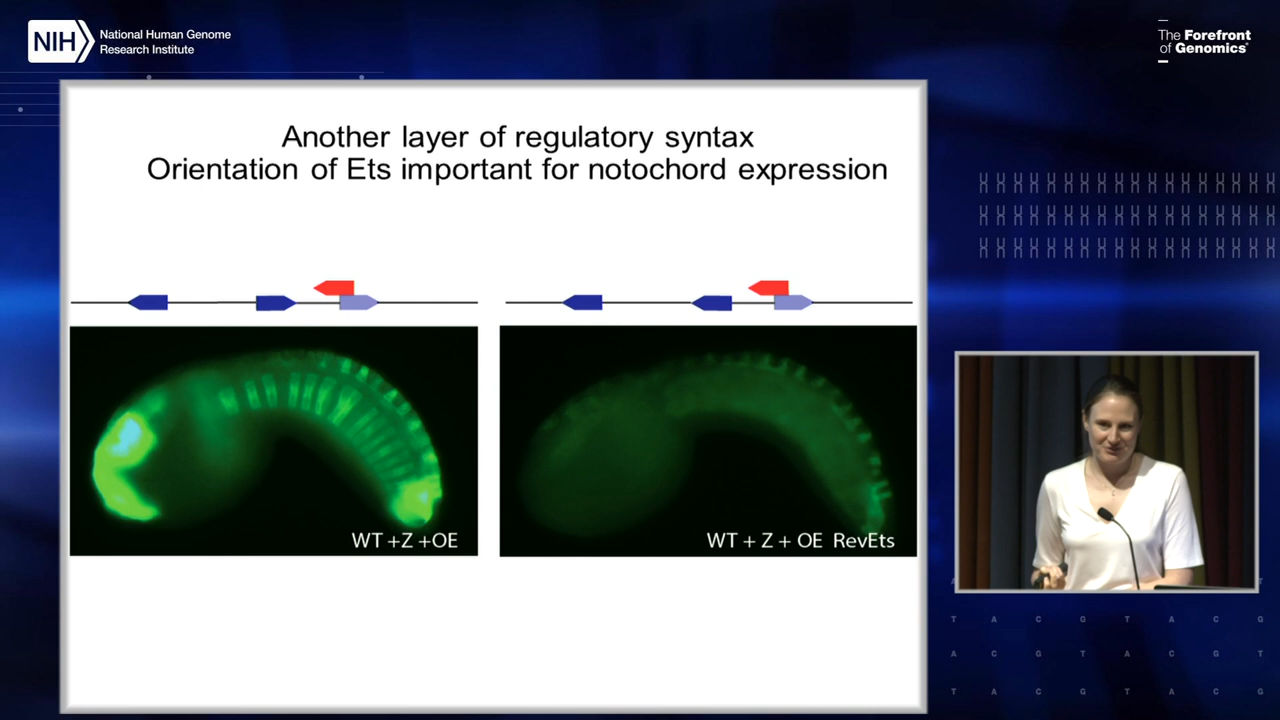 NIH
National Human Genome
Research Institute
The Forefront
of Genomics®
Another layer of regulatory syntax
Orientation of Ets important for notochord expression
WT +Z +OE
WT + Z + OE RevEts
T A C G T A C G
A C G T A C G T
T A C G T A C G